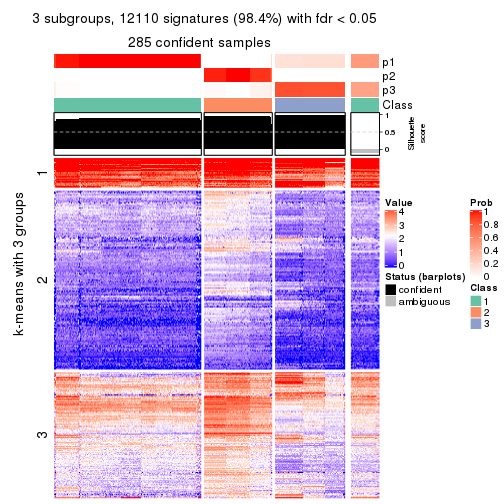 3 subgroups, 12110 signatures (98.4%) with fdr < 0.05
285 confident samples
p1
p2
p3
Class
1
0.5
0
Silhouette
score
k-means with 3 groups
1
2
3
Value
4
3
2
1
0
Status (barplots)
confident
ambiguous
Prob
1
0.8
0.6
0.4
0.2
0
Class
1
2
3